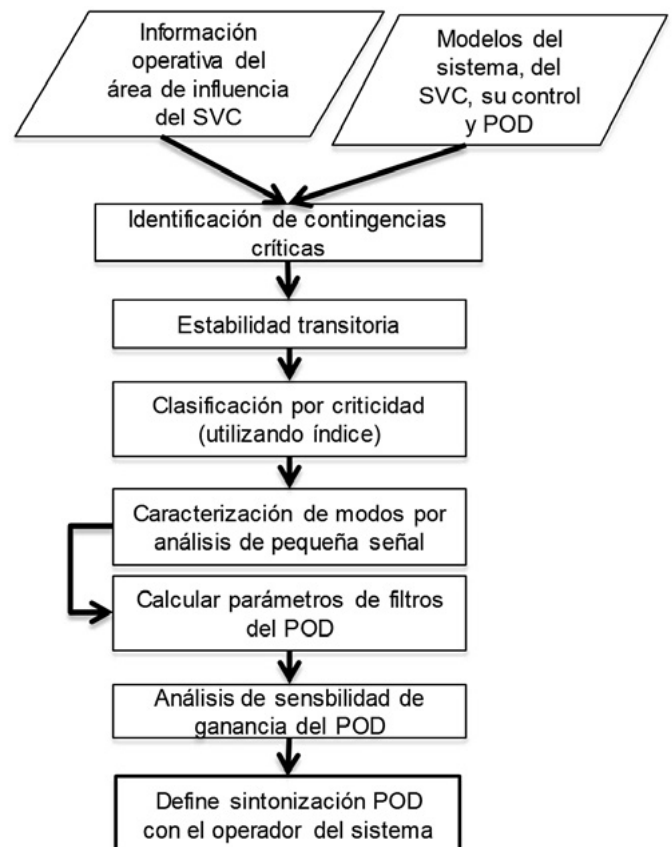 Información
operativa del
área de influencia
del SVC
Modelos del
sistema, del
SVC, su control
y POD
Identificación de contingencias
críticas
Estabilidad transitoria
Clasificación por criticidad
(utilizando índice)
Caracterización de modos por
análisis de pequeña señal
Calcular parámetros de filtros
del POD
Análisis de sensbilidad de
ganancia del POD
Define sintonización POD
con el operador del sistema